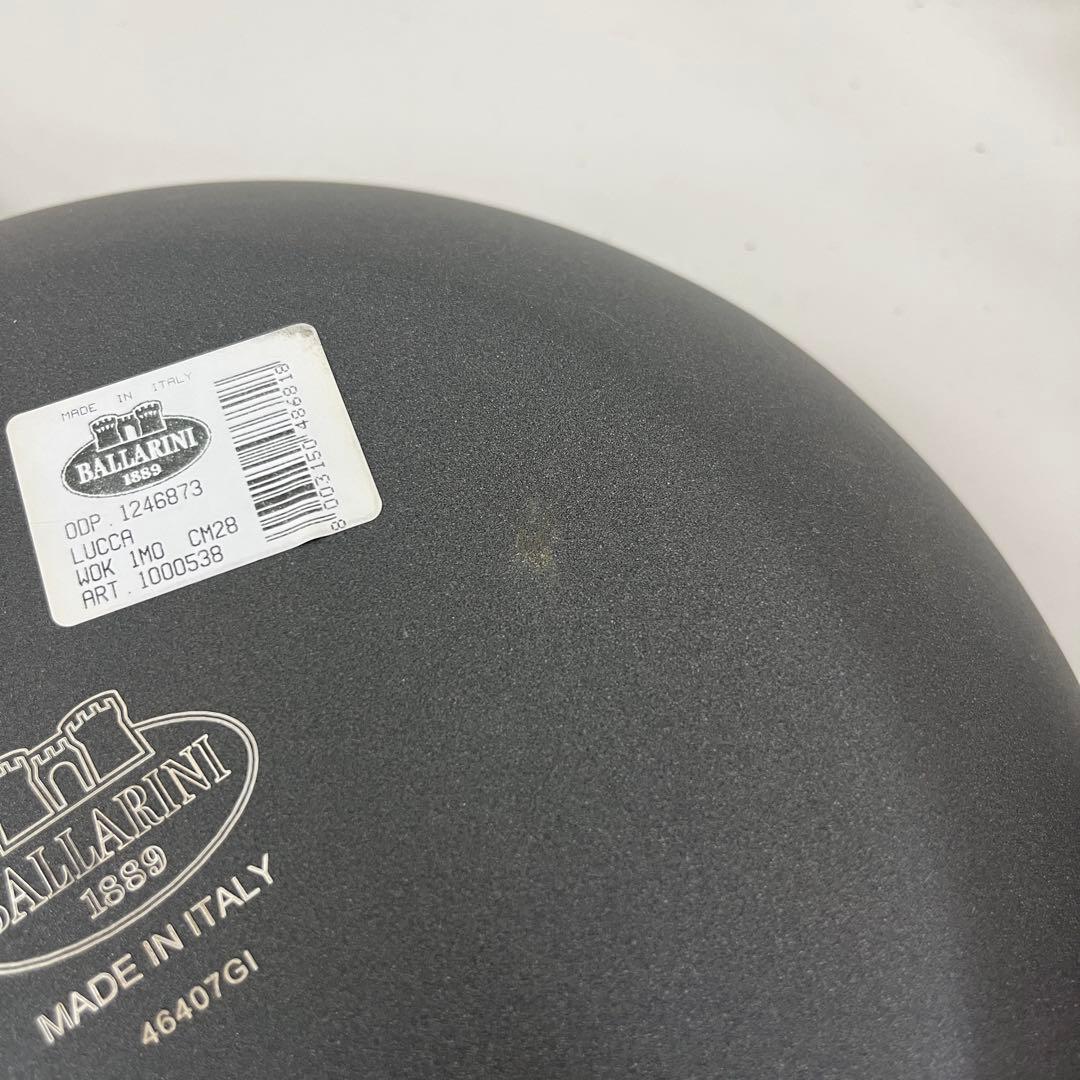 MADE IN ITALY
BALLARINI
1889
ODP.1246873
LUCCA
WOK 1MO CM28
ART.1000538
8 003150 486818
BALLARINI
1889
MADE IN ITALY
46407GI